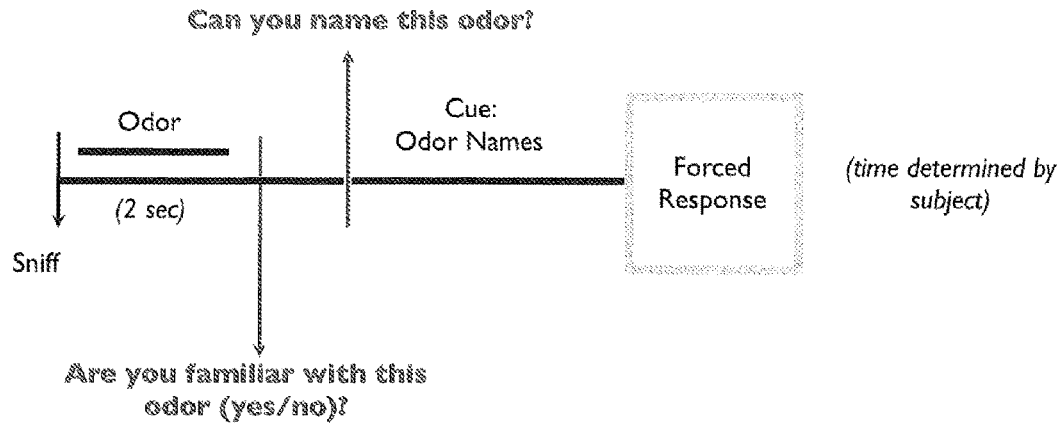 Can you name this odor?
Odor
Cue:
Odor Names
(2 sec)
Sniff
Forced
Response
(time determined by
subject)
Are you familiar with this
odor (yes/no)?